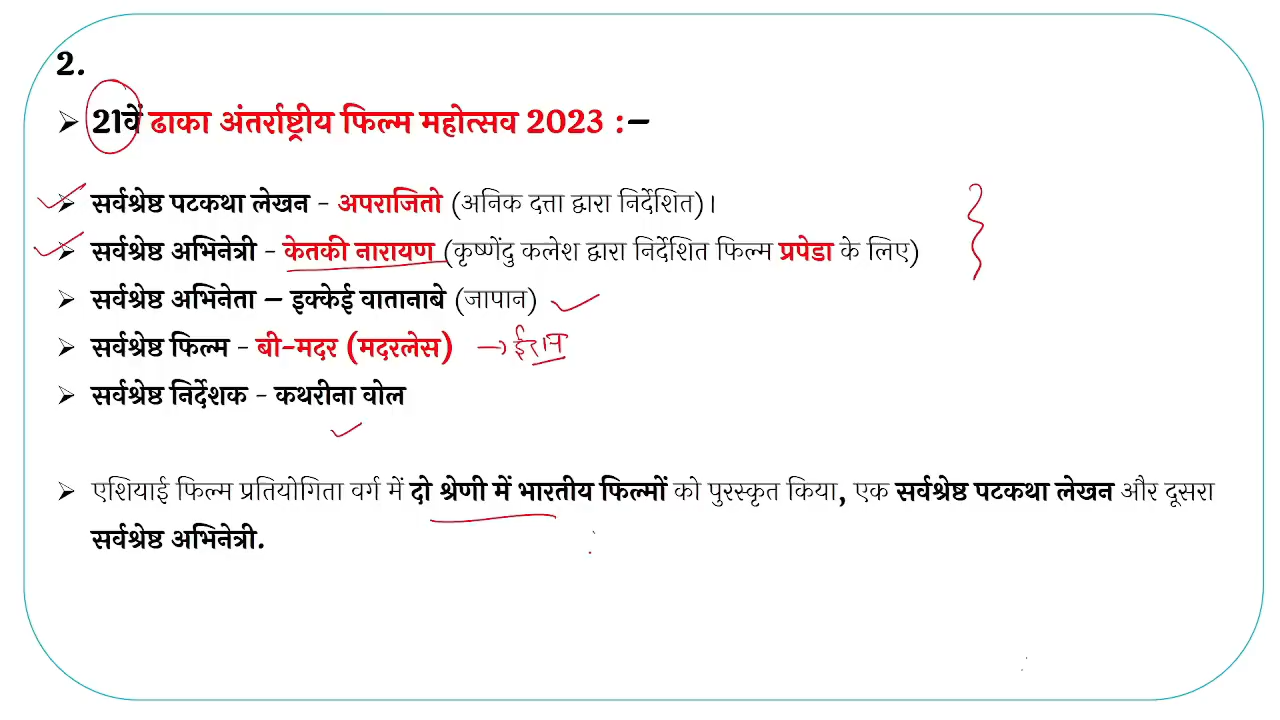 2.
➢ 21वें ढाका अंतर्राष्ट्रीय फिल्म महोत्सव 2023 :–
➢ सर्वश्रेष्ठ पटकथा लेखन - अपराजितो (अनिक दत्ता द्वारा निर्देशित)।
➢ सर्वश्रेष्ठ अभिनेत्री - केतकी नारायण (कृष्णेंदु कलेश द्वारा निर्देशित फिल्म प्रपेडा के लिए)
➢ सर्वश्रेष्ठ अभिनेता – इक्केई वातानाबे (जापान)
➢ सर्वश्रेष्ठ फिल्म - बी-मदर (मदरलेस) → ईरान
➢ सर्वश्रेष्ठ निर्देशक - कथरीना वोल
➢ एशियाई फिल्म प्रतियोगिता वर्ग में दो श्रेणी में भारतीय फिल्मों को पुरस्कृत किया, एक सर्वश्रेष्ठ पटकथा लेखन और दूसरा
सर्वश्रेष्ठ अभिनेत्री.